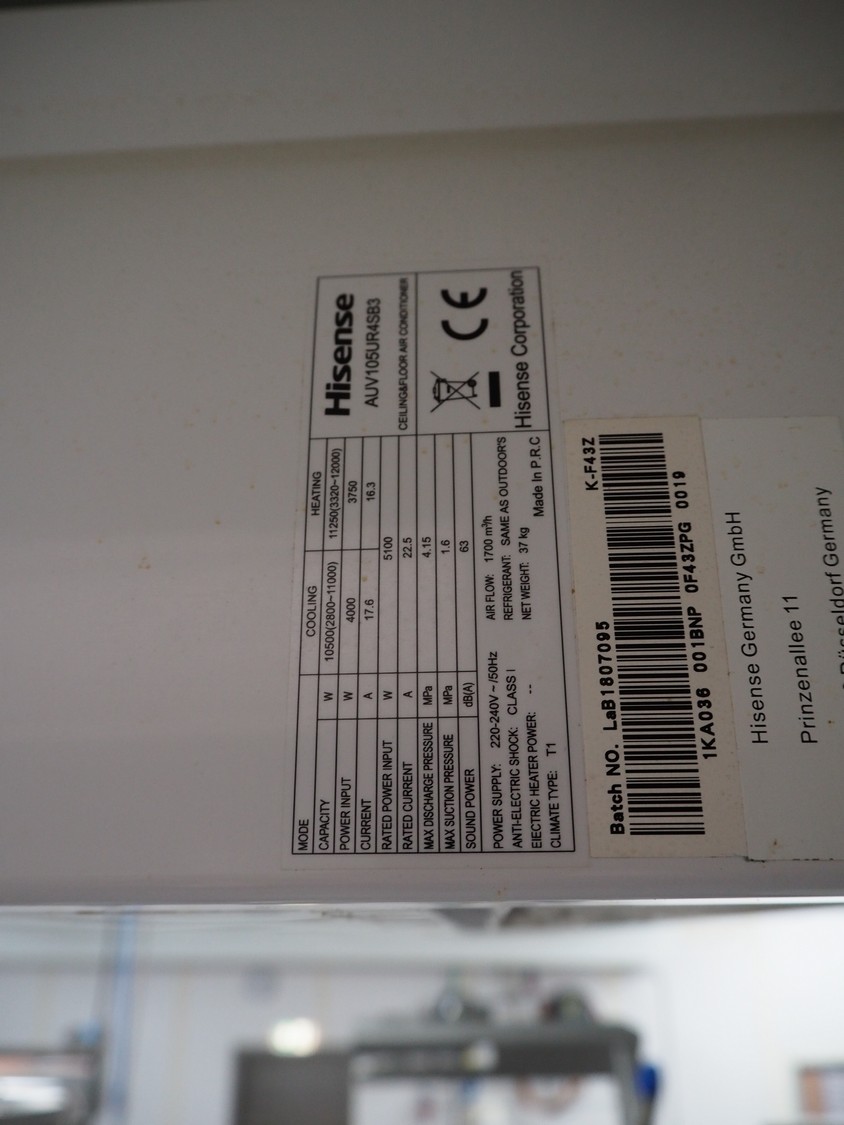 MODE COOLING HEATING
CAPACITY W 10500(2800~11000) 11250(3320~12000)
POWER INPUT W 4000 3750
CURRENT A 17.6 16.3
RATED POWER INPUT W 5100
RATED CURRENT A 22.5
MAX DISCHARGE PRESSURE MPa 4.15
MAX SUCTION PRESSURE MPa 1.6
SOUND POWER dB(A) 63
Hisense
AUV105UR4SB3
CEILING&FLOOR AIR CONDITIONER
CE
POWER SUPPLY: 220-240V ~ /50Hz AIR FLOW: 1700 m³/h
ANTI-ELECTRIC SHOCK: CLASS I REFRIGERANT: SAME AS OUTDOOR'S
ElECTRIC HEATER POWER: -- NET WEIGHT: 37 kg
CLIMATE TYPE: T1 Made In P.R.C
Hisense Corporation
Batch NO. LaB1807095 K-F43Z
1KA036 001BNP 0F43ZPG 0019
Hisense Germany GmbH
Prinzenallee 11
Düsseldorf Germany